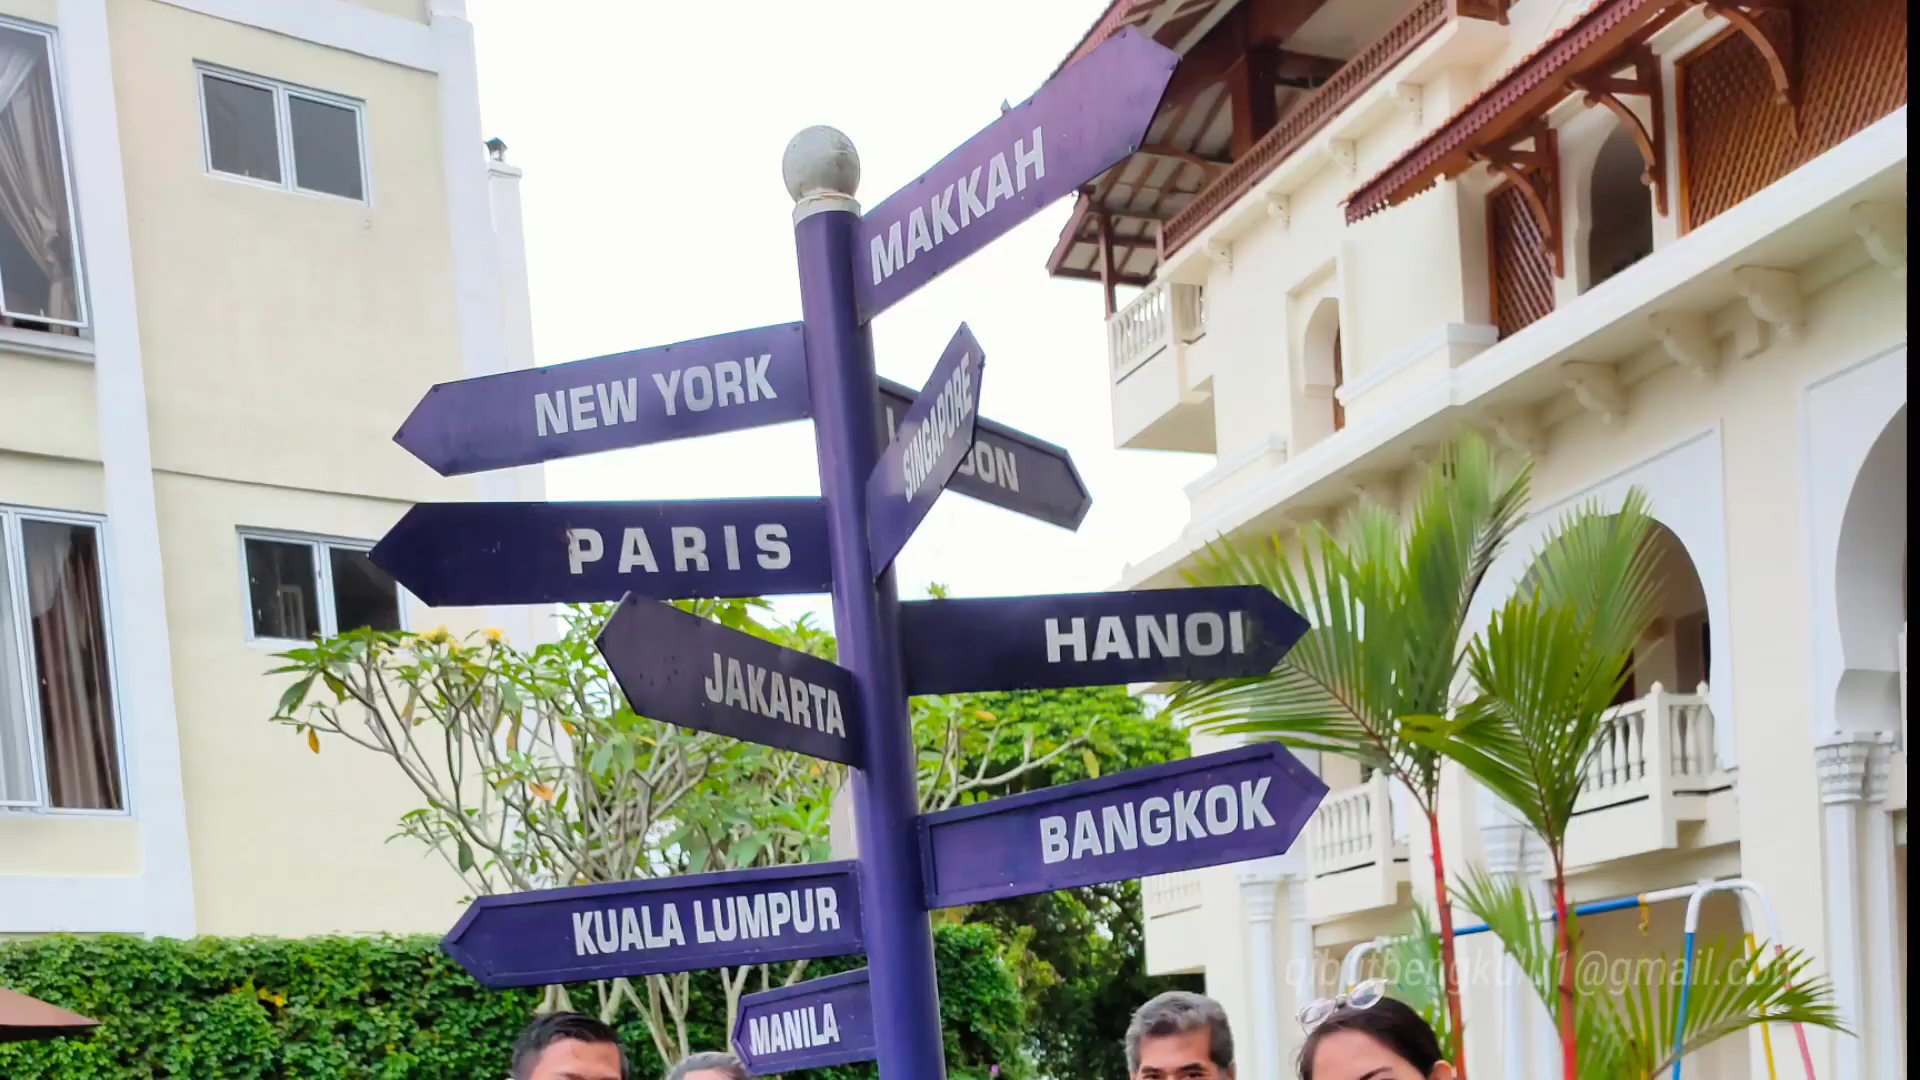 MAKKAH
NEW YORK
SINGAPORE
PARIS
HANOI
JAKARTA
BANGKOK
KUALA LUMPUR
MANILA